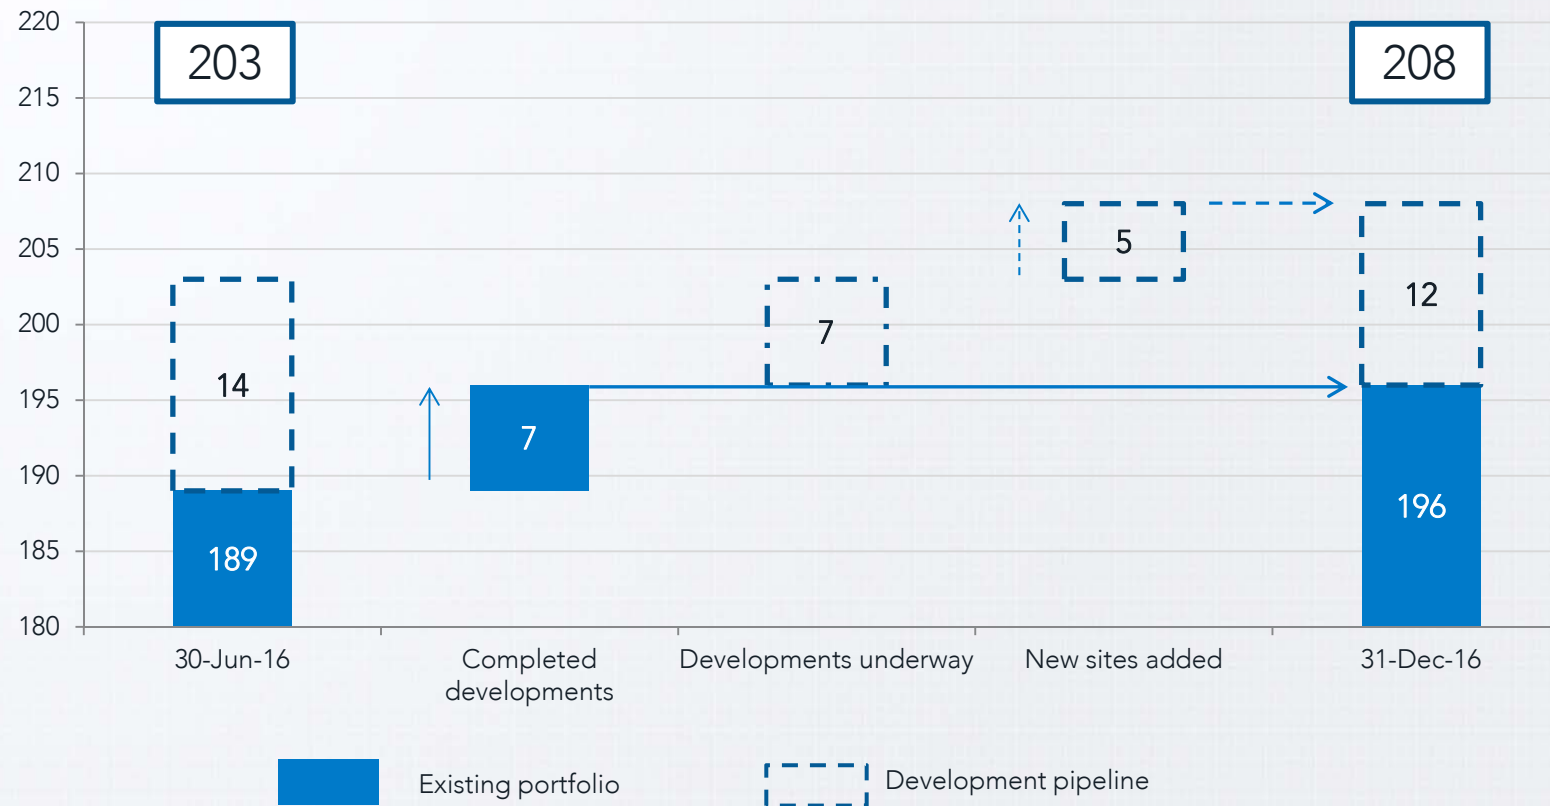 220
215
210
205
200
195
190
185
180
203
208
14
189
7
7
5
12
196
30-Jun-16
Completed
developments
Developments underway
New sites added
31-Dec-16
Existing portfolio
Development pipeline